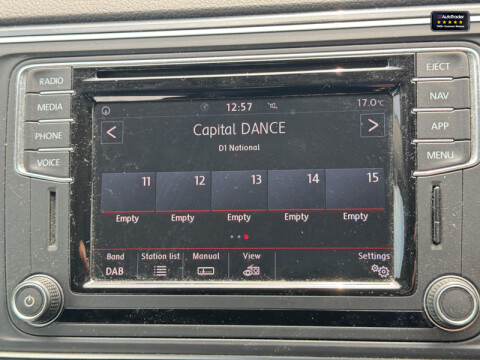 AutoTrader
RADIO
MEDIA
PHONE
VOICE
EJECT
NAV
APP
MENU
12:57
17.0°C
< Capital DANCE >
D1 National
11 12 13 14 15
Empty Empty Empty Empty Empty
Band Station list Manual View Settings
DAB